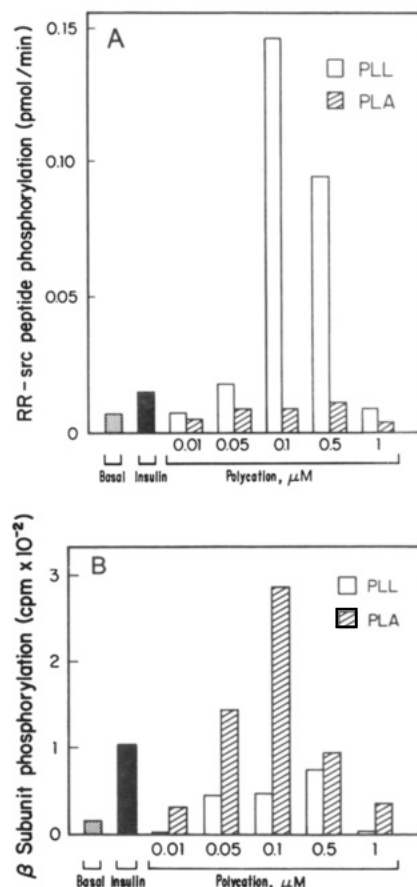 A
0.15
PLL
PLA
0.10
0.05
0
RR-src peptide phosphorylation (pmol/min)
0.01 0.05 0.1 0.5 1
Basal Insulin Polycation, μM
B
3
PLL
PLA
2
1
0
β Subunit phosphorylation (cpm x 10⁻²)
0.01 0.05 0.1 0.5 1
Basal Insulin Polycation, μM